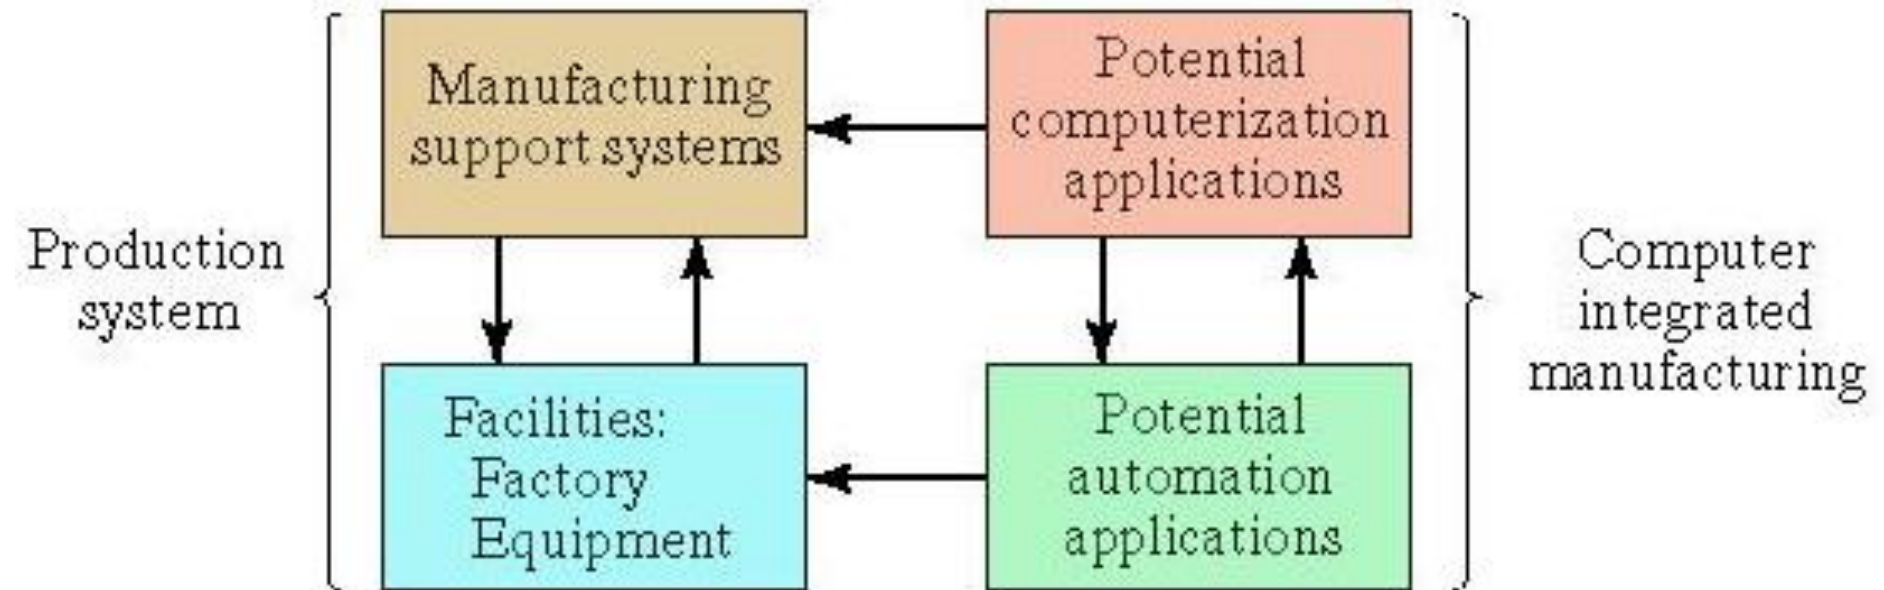 Production
system
Manufacturing
support systems
Potential
computerization
applications
Facilities:
Factory
Equipment
Potential
automation
applications
Computer
integrated
manufacturing